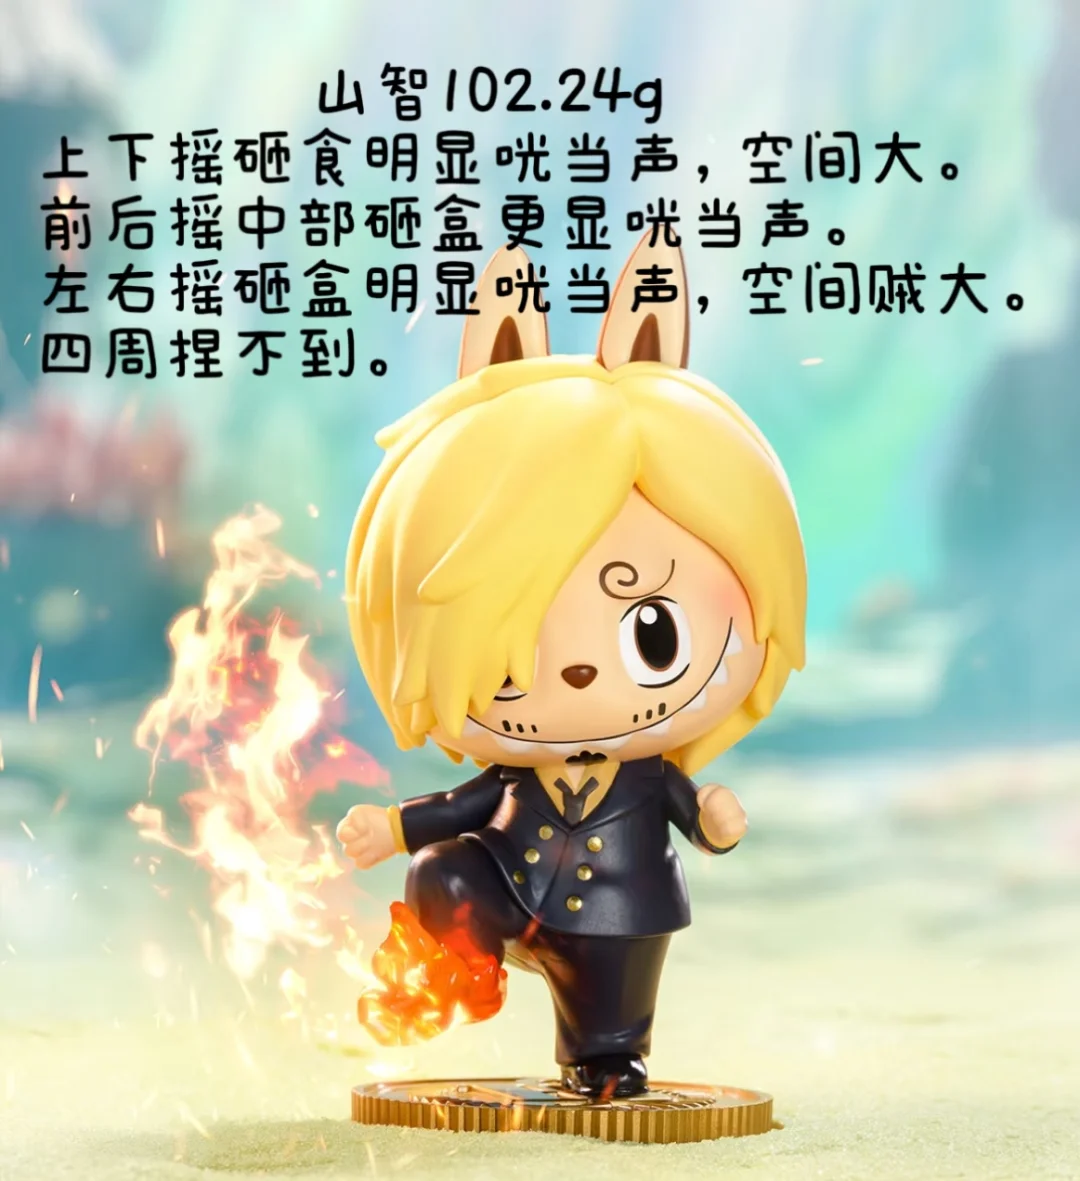 山智102.24g
上下摇砸食明显咣当声，空间大。
前后摇中部砸盒更显咣当声。
左右摇砸盒明显咣当声，空间贼大。
四周捏不到。